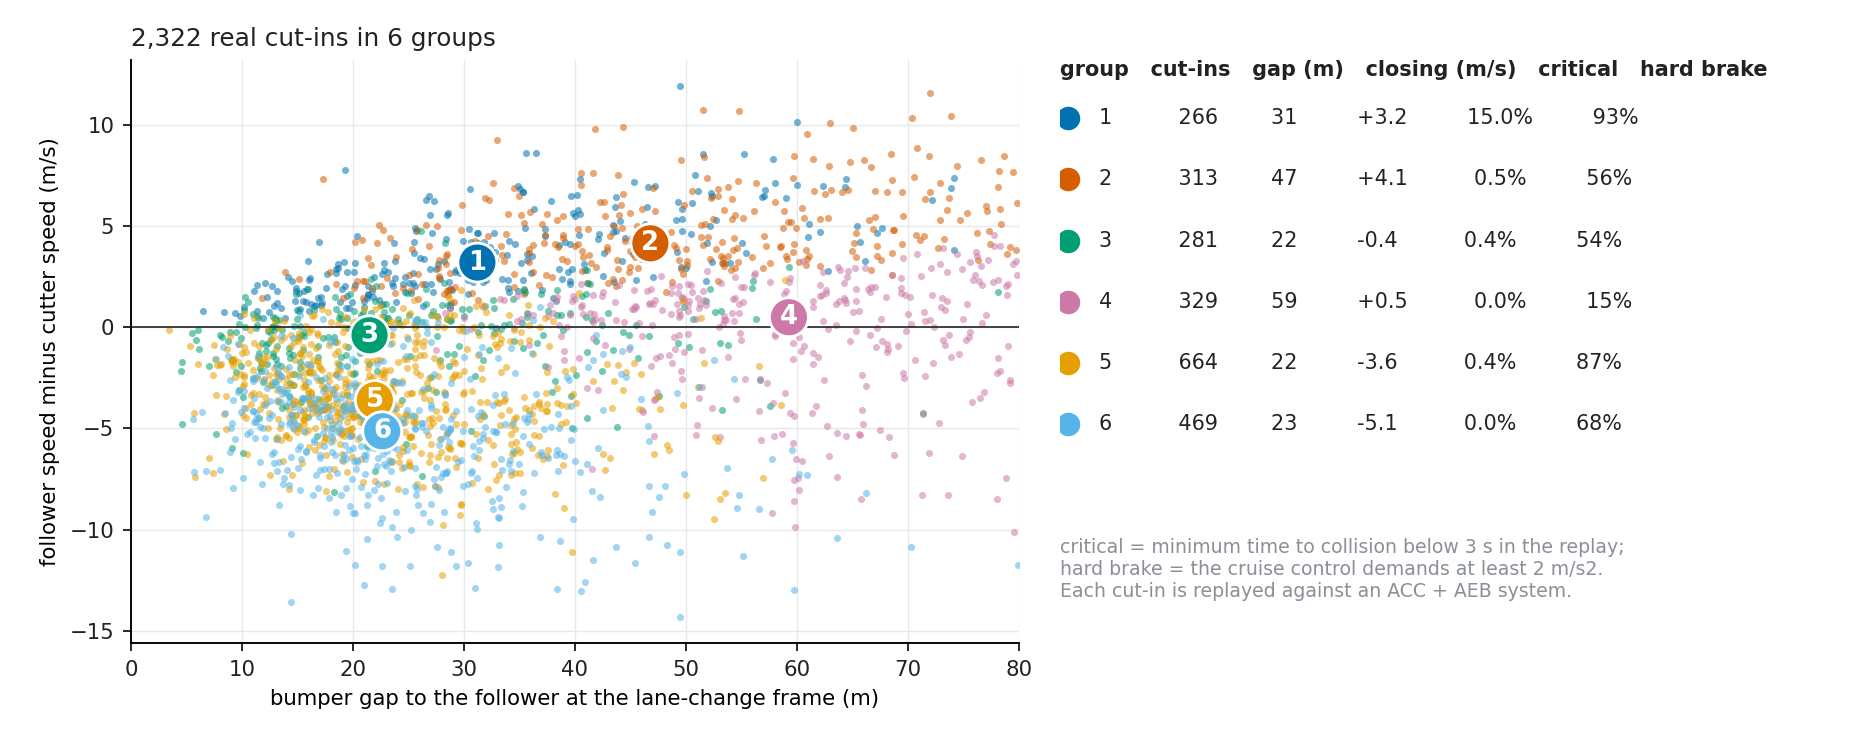 2,322 real cut-ins in 6 groups
follower speed minus cutter speed (m/s)
10
5
0
−5
−10
−15
1
2
3
4
5
6
0 10 20 30 40 50 60 70 80
bumper gap to the follower at the lane-change frame (m)
group cut-ins gap (m) closing (m/s) critical hard brake
1 266 31 +3.2 15.0% 93%
2 313 47 +4.1 0.5% 56%
3 281 22 -0.4 0.4% 54%
4 329 59 +0.5 0.0% 15%
5 664 22 -3.6 0.4% 87%
6 469 23 -5.1 0.0% 68%
critical = minimum time to collision below 3 s in the replay;
hard brake = the cruise control demands at least 2 m/s2.
Each cut-in is replayed against an ACC + AEB system.